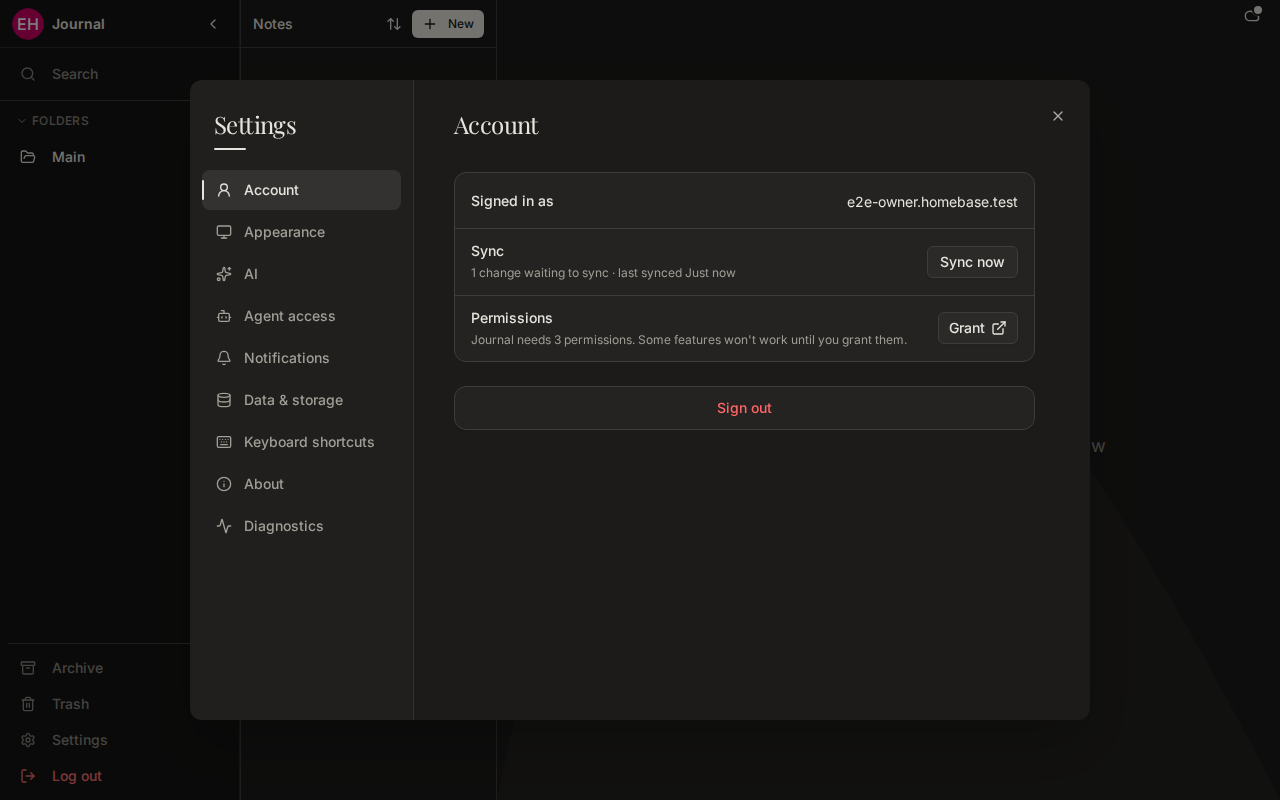 EH Journal
Search
FOLDERS
Main
Archive
Trash
Settings
Log out
Notes
New
Settings
Account
Appearance
AI
Agent access
Notifications
Data & storage
Keyboard shortcuts
About
Diagnostics
Account
Signed in as
e2e-owner.homebase.test
Sync
1 change waiting to sync · last synced Just now
Sync now
Permissions
Journal needs 3 permissions. Some features won't work until you grant them.
Grant
Sign out